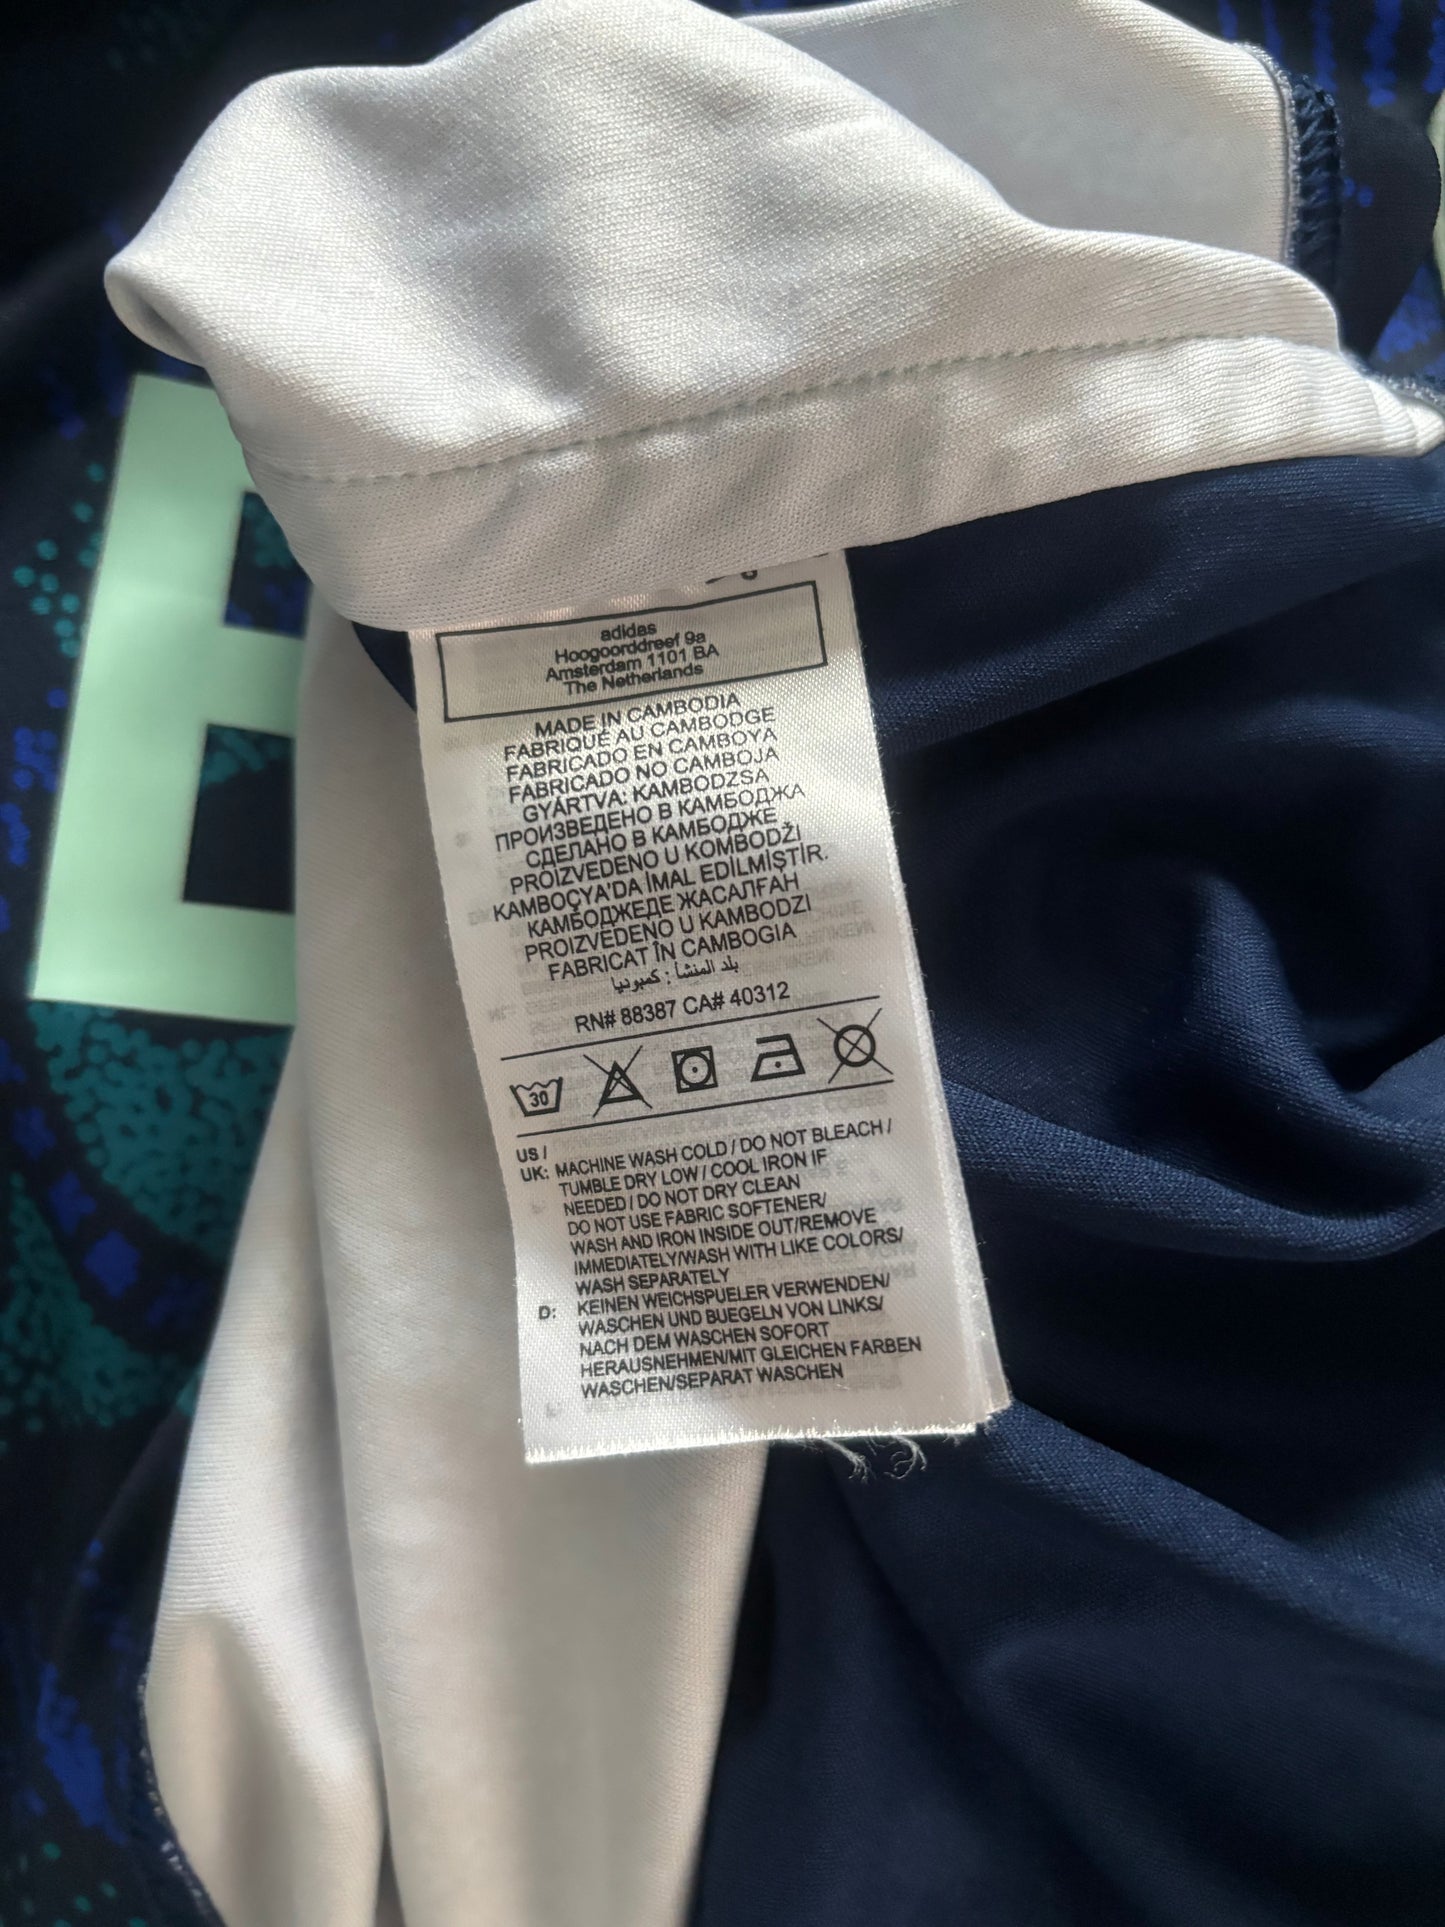 adidas
Hoogoorddreef 9a
Amsterdam 1101 BA
The Netherlands
MADE IN CAMBODIA
FABRIQUÉ AU CAMBODGE
FABRICADO EN CAMBOYA
FABRICADO NO CAMBOJA
GYÁRTVA: KAMBODZSA
ПРОИЗВЕДЕНО В КАМБОДЖА
СДЕЛАНО В КАМБОДЖЕ
PROIZVEDENO U KOMBODŽI
KAMBOÇYA'DA İMAL EDİLMİŞTİR.
КАМБОДЖЕДЕ ЖАСАЛҒАН
PROIZVEDENO U KAMBODZI
FABRICAT ÎN CAMBOGIA
بلد المنشأ : كمبوديا
RN# 88387 CA# 40312
30
US /
UK: MACHINE WASH COLD / DO NOT BLEACH /
TUMBLE DRY LOW / COOL IRON IF
NEEDED / DO NOT DRY CLEAN
DO NOT USE FABRIC SOFTENER/
WASH AND IRON INSIDE OUT/REMOVE
IMMEDIATELY/WASH WITH LIKE COLORS/
WASH SEPARATELY
D: KEINEN WEICHSPUELER VERWENDEN/
WASCHEN UND BUEGELN VON LINKS/
NACH DEM WASCHEN SOFORT
HERAUSNEHMEN/MIT GLEICHEN FARBEN
WASCHEN/SEPARAT WASCHEN